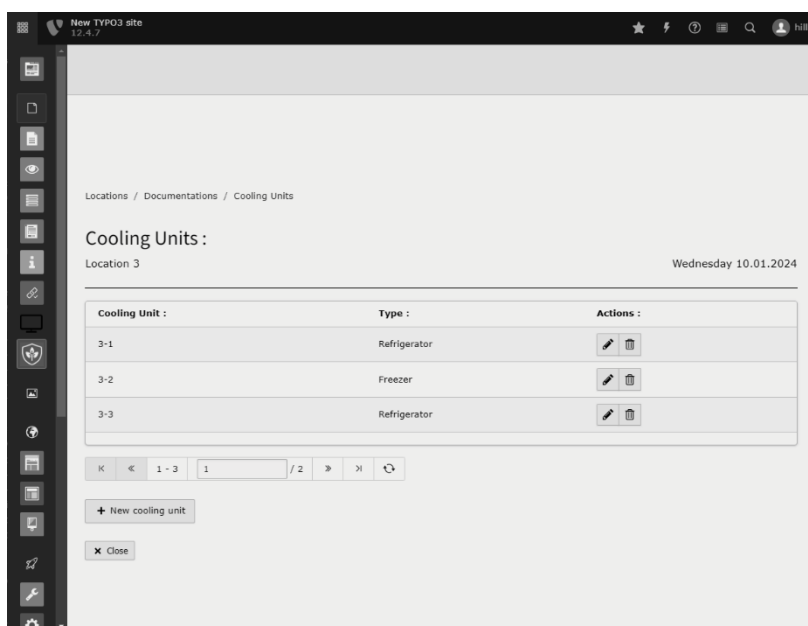 New TYPO3 site
12.4.7
hill
Locations / Documentations / Cooling Units
Cooling Units :
Location 3
Wednesday 10.01.2024
Cooling Unit : Type : Actions :
3-1 Refrigerator
3-2 Freezer
3-3 Refrigerator
1 - 3 1 / 2
+ New cooling unit
× Close